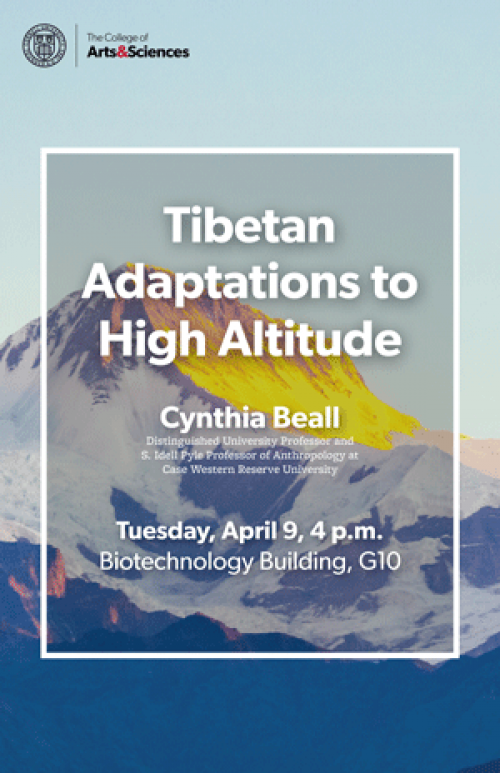 The College of
Arts&Sciences
Tibetan
Adaptations to
High Altitude
Cynthia Beall
Distinguished University Professor and
S. Idell Pyle Professor of Anthropology at
Case Western Reserve University
Tuesday, April 9, 4 p.m.
Biotechnology Building, G10